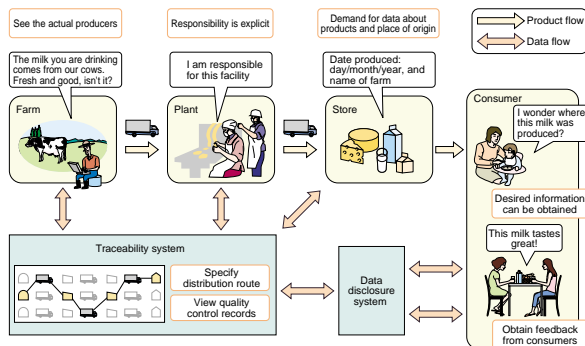 See the actual producers
Responsibility is explicit
Demand for data about
products and place of origin
Product flow
Data flow
The milk you are drinking
comes from our cows.
Fresh and good, isn't it?
I am responsible
for this facility
Date produced:
day/month/year, and
name of farm
Farm
Plant
Store
Consumer
I wonder where
this milk was
produced?
Desired information
can be obtained
This milk tastes
great!
Obtain feedback
from consumers
Traceability system
Specify
distribution route
View quality
control records
Data
disclosure
system